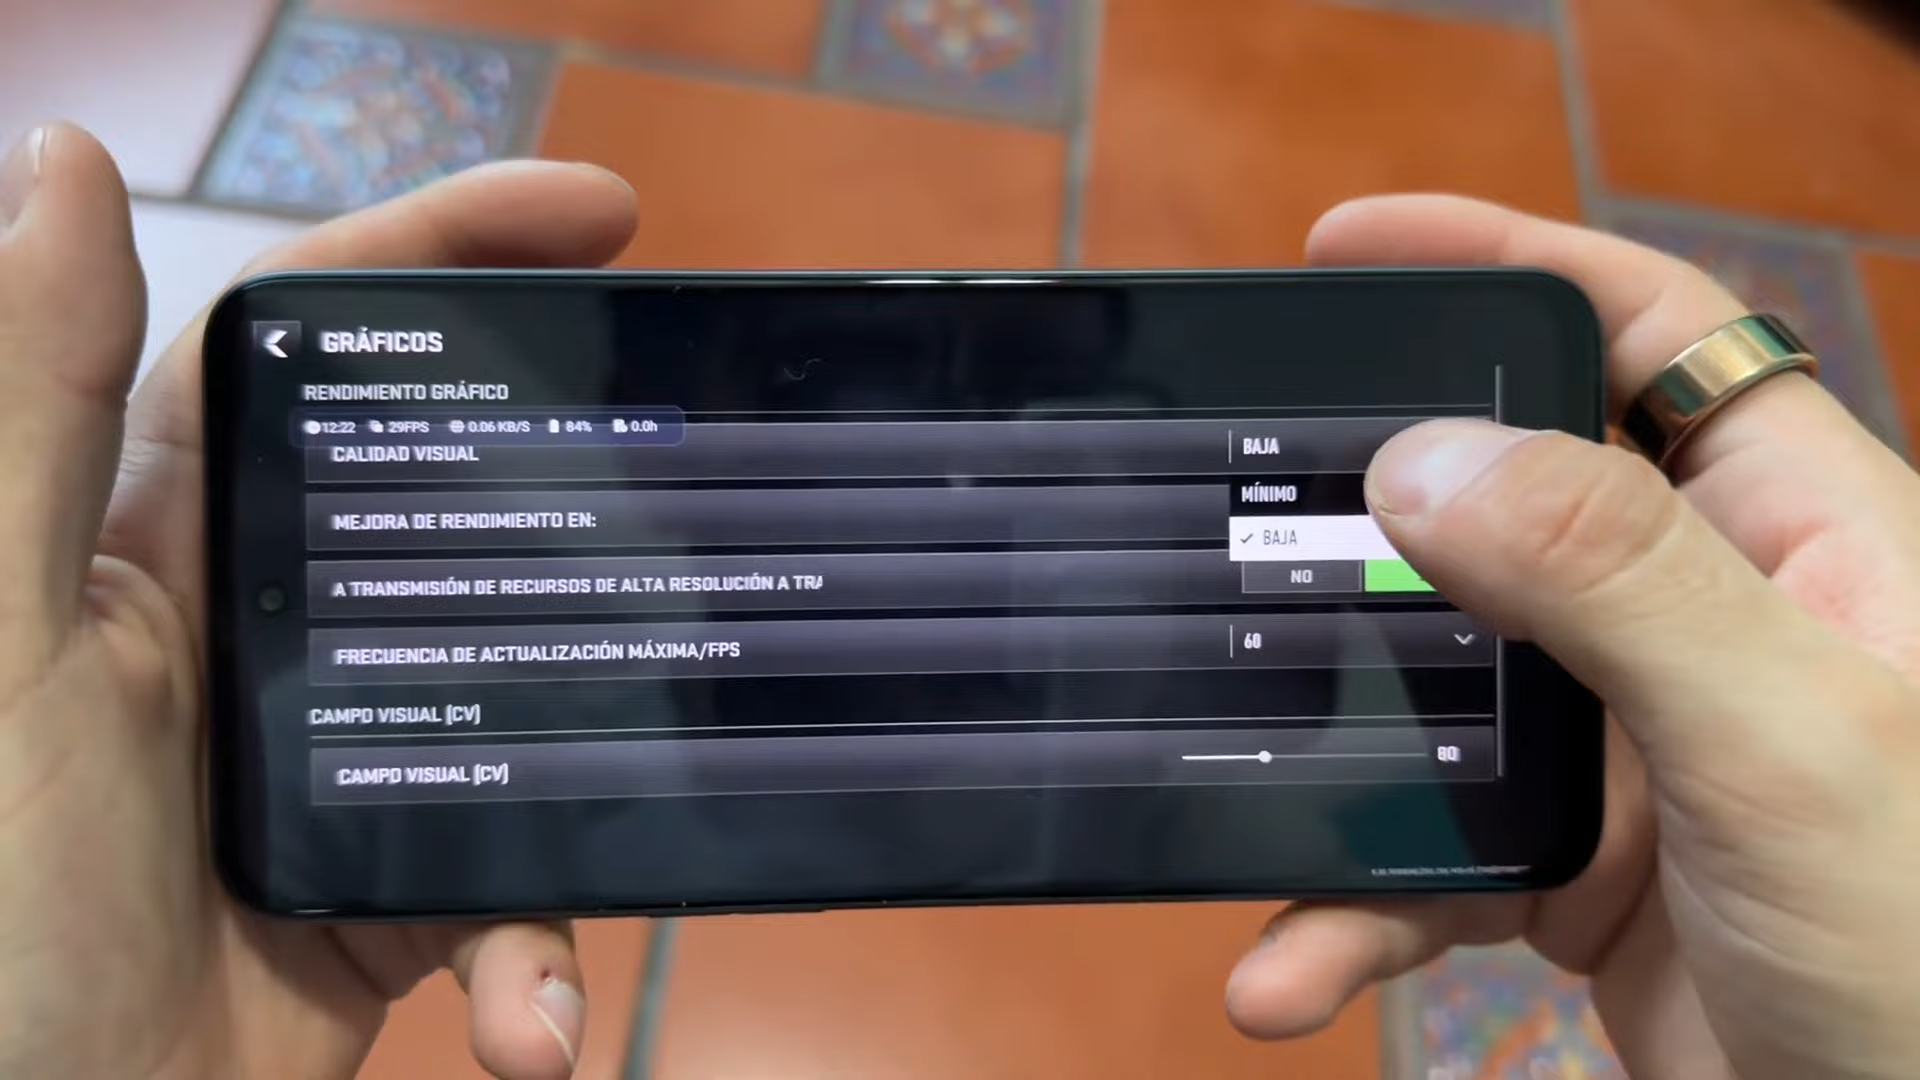 GRÁFICOS
RENDIMIENTO GRÁFICO
12:22 29FPS 0.06 KB/S 84% 0.0h
CALIDAD VISUAL
BAJA
MÍNIMO
BAJA
MEJORA DE RENDIMIENTO EN:
A TRANSMISIÓN DE RECURSOS DE ALTA RESOLUCIÓN A TRA
NO
FRECUENCIA DE ACTUALIZACIÓN MÁXIMA/FPS
60
CAMPO VISUAL (CV)
CAMPO VISUAL (CV)
80